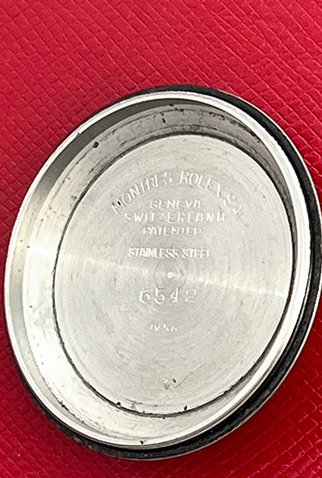 MONTRES ROLEX S.A
GENEVA
SWITZERLAND
PATENTED
STAINLESS STEEL
6542